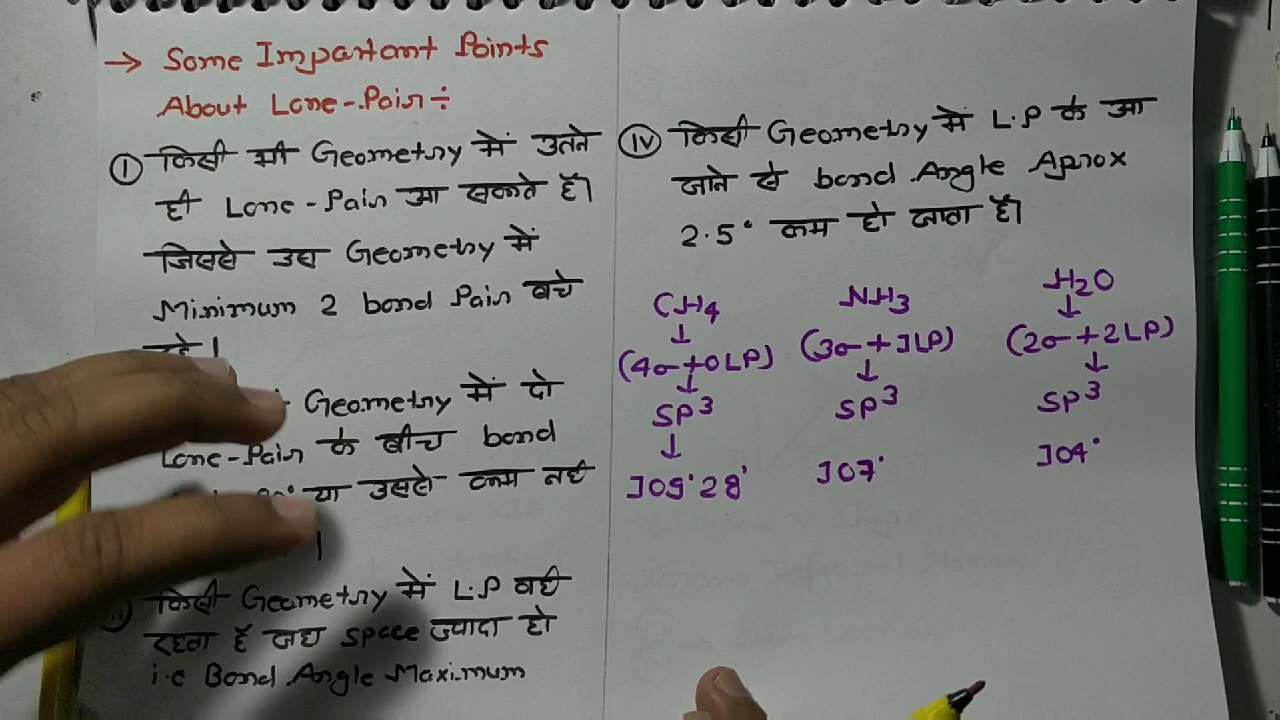 → Some Important Points
About Lone-Pair ÷
① किसी भी Geometry में उतने
ही Lone-Pair आ सकते हैं।
जिससे उस Geometry में
Minimum 2 bond Pair बचे
रहे।
Geometry में दो
Lone-Pair के बीच bond
या उससे कम नहीं
।
किसी Geometry में L.P वहीं
रहता है जहाँ space ज्यादा हो
i.e Bond Angle Maximum
④ किसी Geometry में L.P के आ
जाने से bond Angle Aprox
2.5° कम हो जाता है।
CH4 NH3 H2O
↓ ↓
(4σ+0LP) (3σ+1LP) (2σ+2LP)
↓ ↓ ↓
SP³ SP³ SP³
↓
109°28' 107° 104°